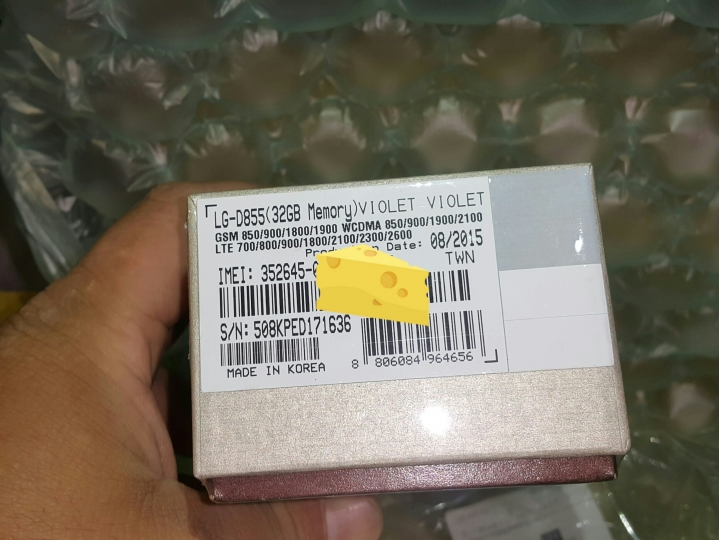 LG-D855(32GB Memory)VIOLET VIOLET
GSM 850/900/1800/1900 WCDMA 850/900/1900/2100
LTE 700/800/900/1800/2100/2300/2600
Date: 08/2015
TWN
IMEI: 352645-0
S/N: 508KPED171636
MADE IN KOREA
8 806084 964656